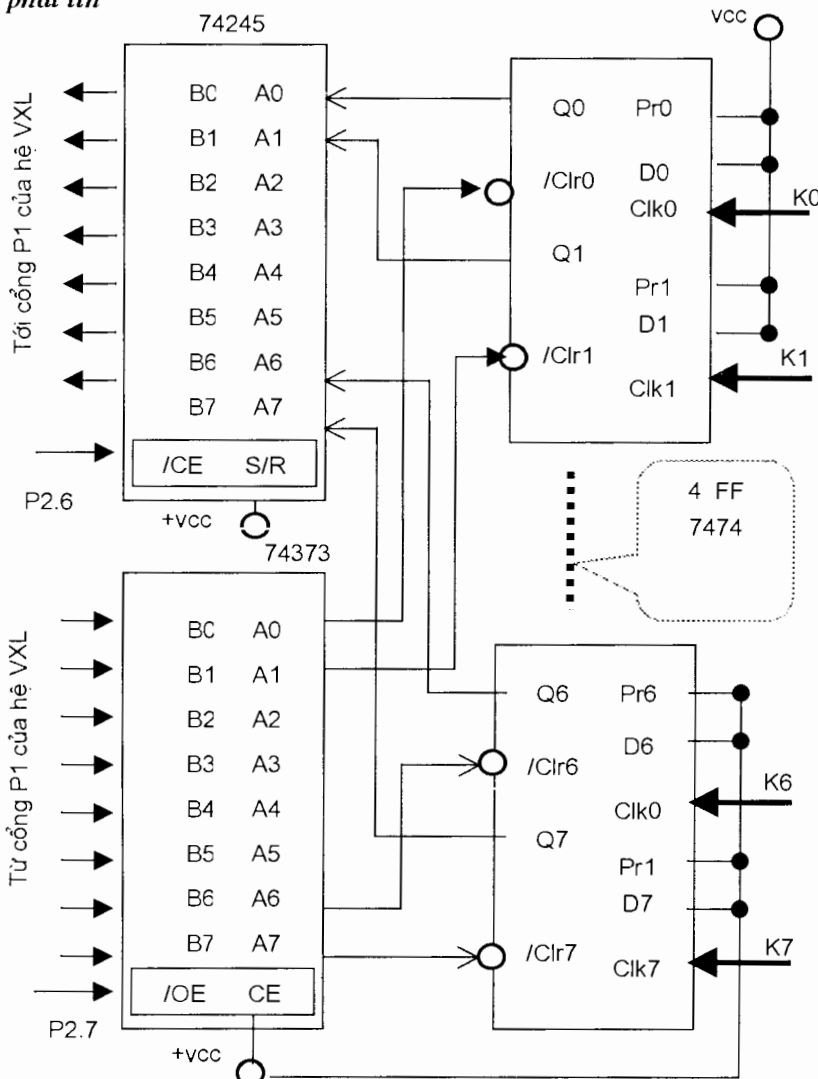 phải tín
74245
vcc
B0 A0
B1 A1
B2 A2
B3 A3
B4 A4
B5 A5
B6 A6
B7 A7
/CE S/R
Tới cổng P1 của hệ VXL
P2.6
+vcc
Q0 Pr0
/Clr0 D0
Clk0
Q1
Pr1
/Clr1 D1
Clk1
K0
K1
4 FF
7474
74373
B0 A0
B1 A1
B2 A2
B3 A3
B4 A4
B5 A5
B6 A6
B7 A7
/OE CE
Từ cổng P1 của hệ VXL
P2.7
+vcc
Q6 Pr6
/Clr6 D6
Clk0
Q7 Pr1
D7
/Clr7 Clk7
K6
K7